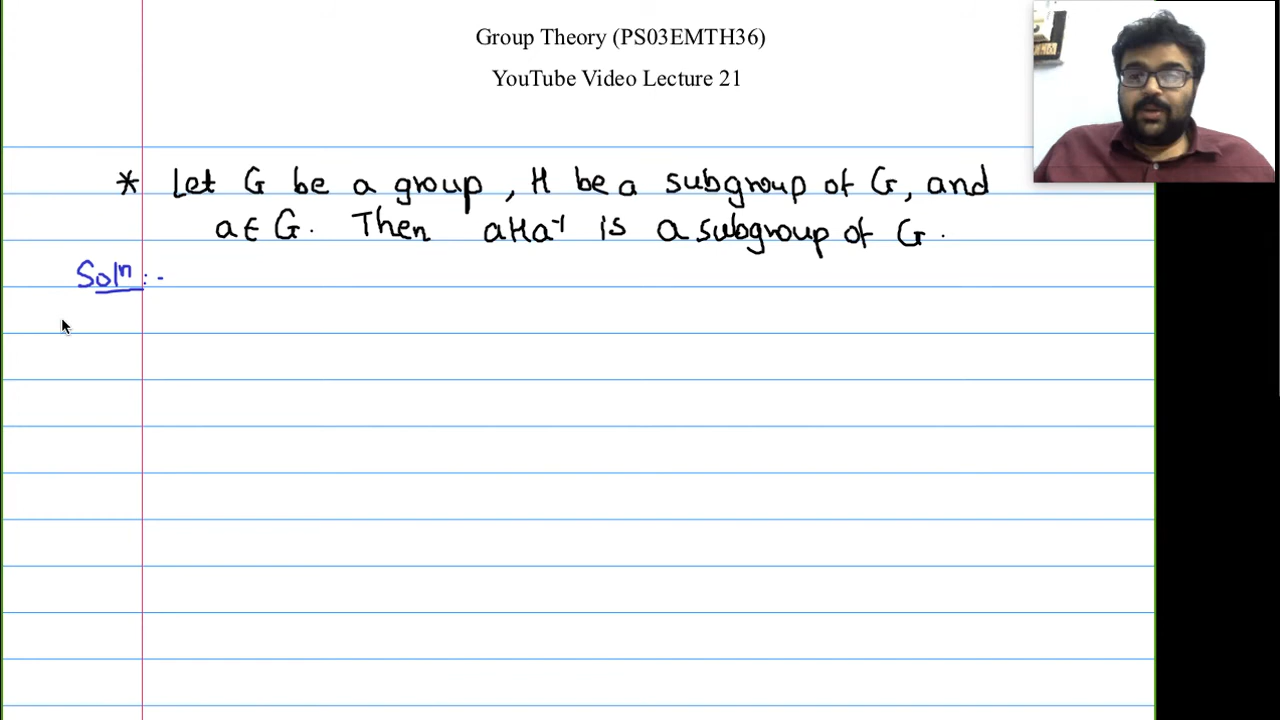 Group Theory (PS03EMTH36)
YouTube Video Lecture 21
* Let G be a group, H be a subgroup of G, and
a ∈ G. Then aHa⁻¹ is a subgroup of G.
Solⁿ:-